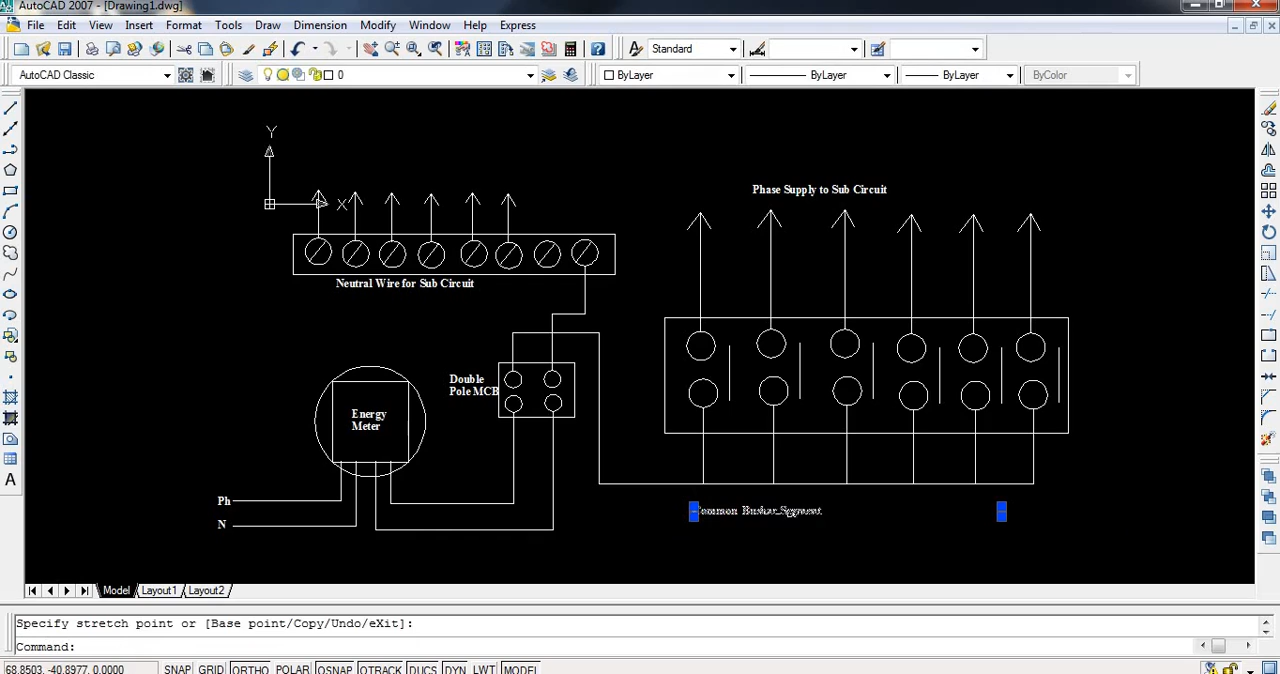 AutoCAD 2007 - [Drawing1.dwg]
File Edit View Insert Format Tools Draw Dimension Modify Window Help Express
Standard
AutoCAD Classic 0 ByLayer ByLayer ByLayer ByColor
Y
X
Phase Supply to Sub Circuit
Neutral Wire for Sub Circuit
Double
Pole MCB
Energy
Meter
Ph
N
Common Busbar Segment
Model Layout1 Layout2
A
Specify stretch point or [Base point/Copy/Undo/eXit]:
Command:
68.8503, -40.8977, 0.0000 SNAP GRID ORTHO POLAR OSNAP OTRACK DUCS DYN LWT MODEL